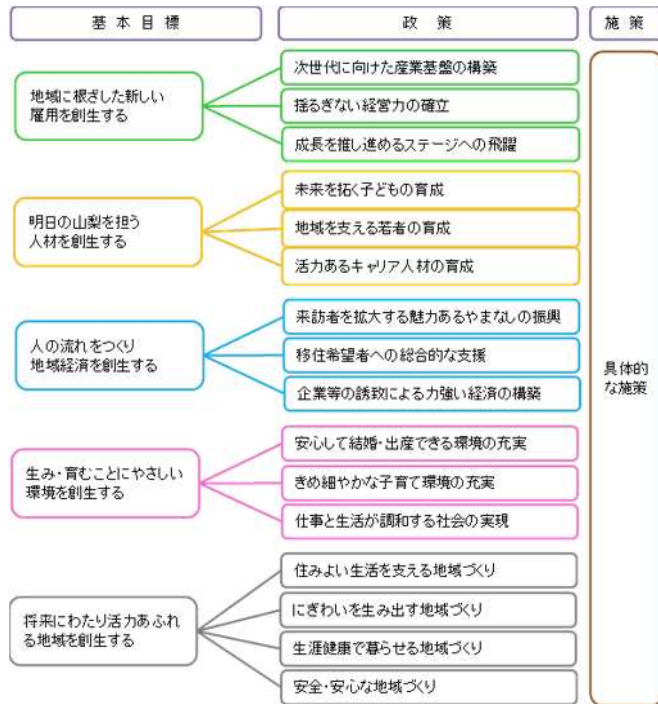 基本目標
政策
施策
地域に根ぎした新しい
雇用を創生する
次世代に向けた産業基盤の構築
揺るぎない経営力の確立
成長を推し進めるステージへの飛躍
明日の山梨を担う
人材を創生する
未来を拓く子どもの育成
地域を支える若者の育成
活力あるキャリア人材の育成
人の流れをつくり
地域経済を創生する
来訪者を拡大する魅力あるやまなしの振興
移住希望者への総合的な支援
企業等の誘致による力強い経済の構築
生み・育むことにやさしい
環境を創生する
安心して結婚・出産できる環境の充実
きめ細やかな子育て環境の充実
仕事と生活が調和する社会の実現
将来にわたり活力あふれ
る地域を創生する
住みよい生活を支える地域づくり
にぎわいを生み出す地域づくり
生涯健康で暮らせる地域づくり
安全・安心な地域づくり
具体的
な施策